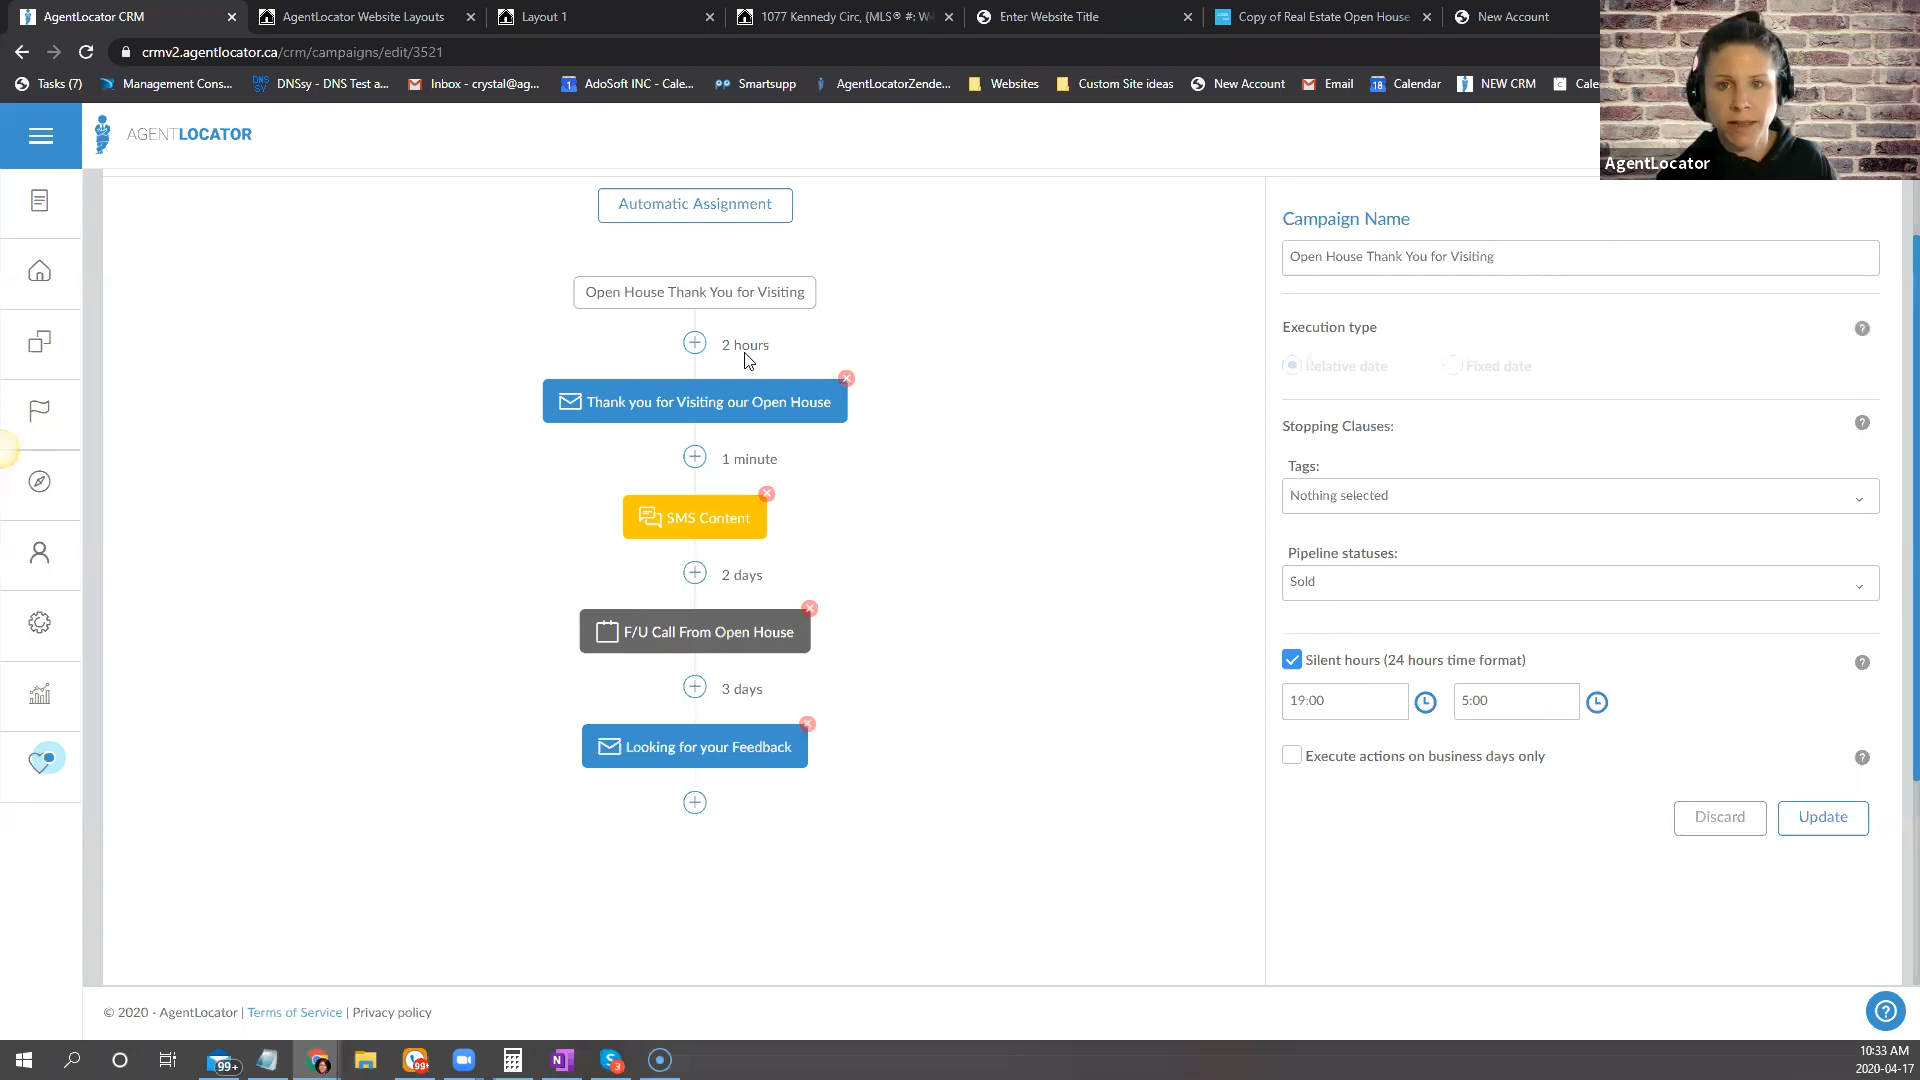 AgentLocator CRM
AgentLocator Website Layouts
Layout 1
1077 Kennedy Circ, (MLS® #: W
Enter Website Title
Copy of Real Estate Open House
New Account
crmv2.agentlocator.ca/crm/campaigns/edit/3521
Tasks (7)
Management Cons...
DNSsy - DNS Test a...
Inbox - crystal@ag...
AdoSoft INC - Cale...
Smartsupp
AgentLocatorZende...
Websites
Custom Site ideas
New Account
Email
Calendar
NEW CRM
Cale
AGENTLOCATOR
AgentLocator
Automatic Assignment
Open House Thank You for Visiting
2 hours
Thank you for Visiting our Open House
1 minute
SMS Content
2 days
F/U Call From Open House
3 days
Looking for your Feedback
Campaign Name
Open House Thank You for Visiting
Execution type
Relative date
Fixed date
Stopping Clauses:
Tags:
Nothing selected
Pipeline statuses:
Sold
Silent hours (24 hours time format)
19:00
5:00
Execute actions on business days only
Discard
Update
© 2020 - AgentLocator | Terms of Service | Privacy policy
99+
99+
3
10:33 AM
2020-04-17